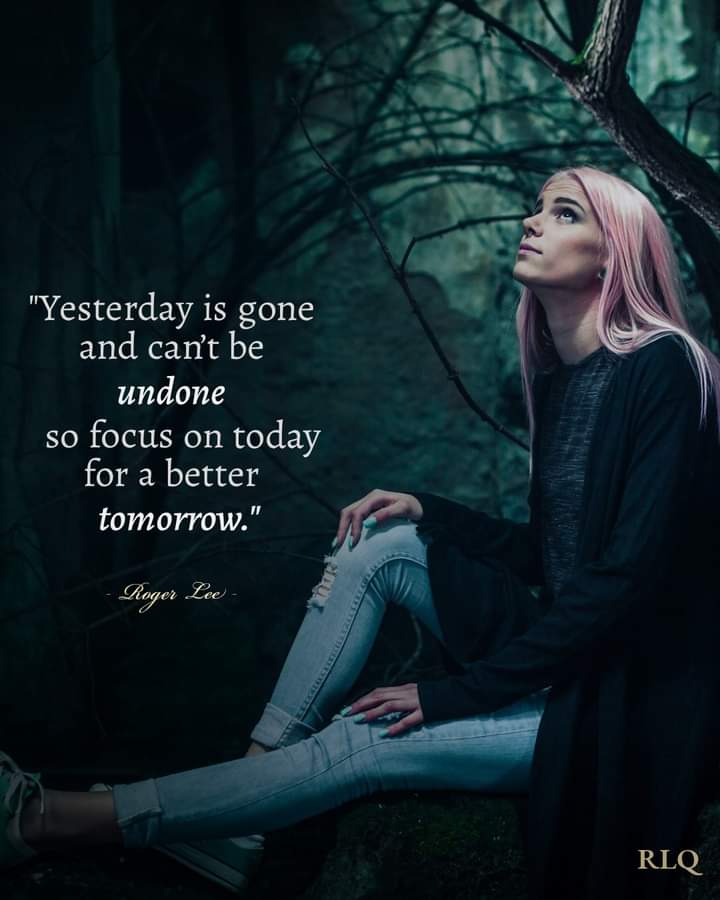 "Yesterday is gone
and can’t be
undone
so focus on today
for a better
tomorrow."
- Roger Lee -
RLQ